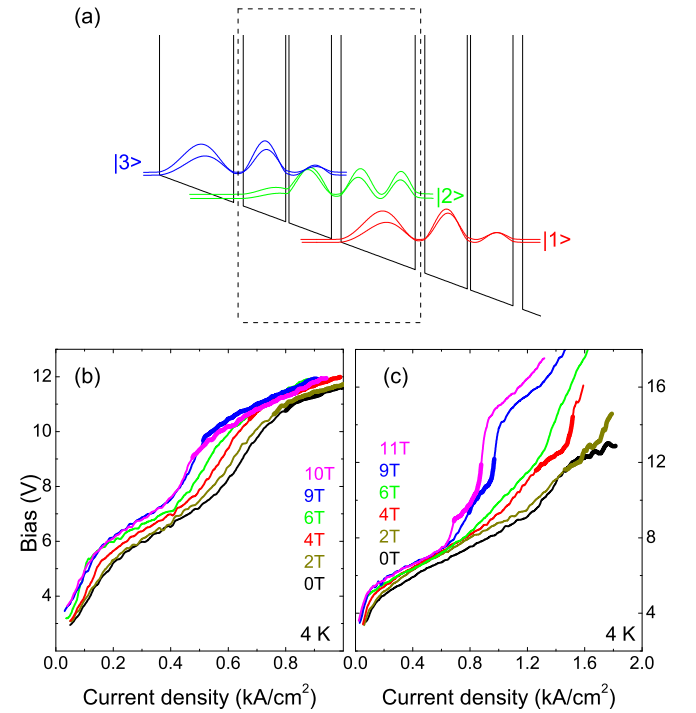 (a)
|3>
|2>
|1>
(b)
(c)
12
10
8
6
4
Bias (V)
10T
9T
6T
4T
2T
0T
4 K
0.0 0.2 0.4 0.6 0.8
Current density (kA/cm²)
11T
9T
6T
4T
2T
0T
4 K
16
12
8
4
0.0 0.4 0.8 1.2 1.6 2.0
Current density (kA/cm²)